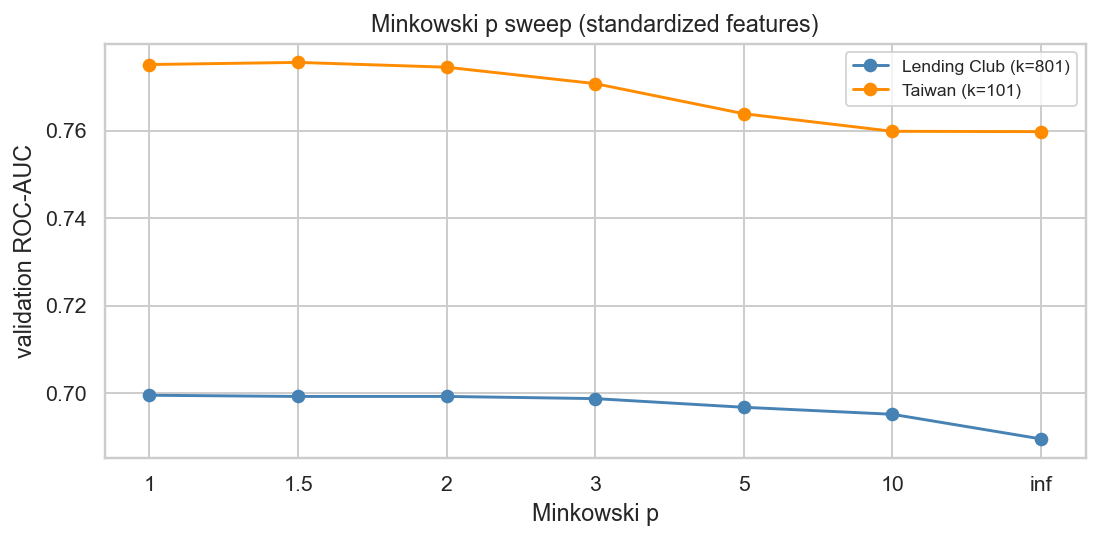 Minkowski p sweep (standardized features)
Lending Club (k=801)
Taiwan (k=101)
validation ROC-AUC
0.76
0.74
0.72
0.70
1 1.5 2 3 5 10 inf
Minkowski p